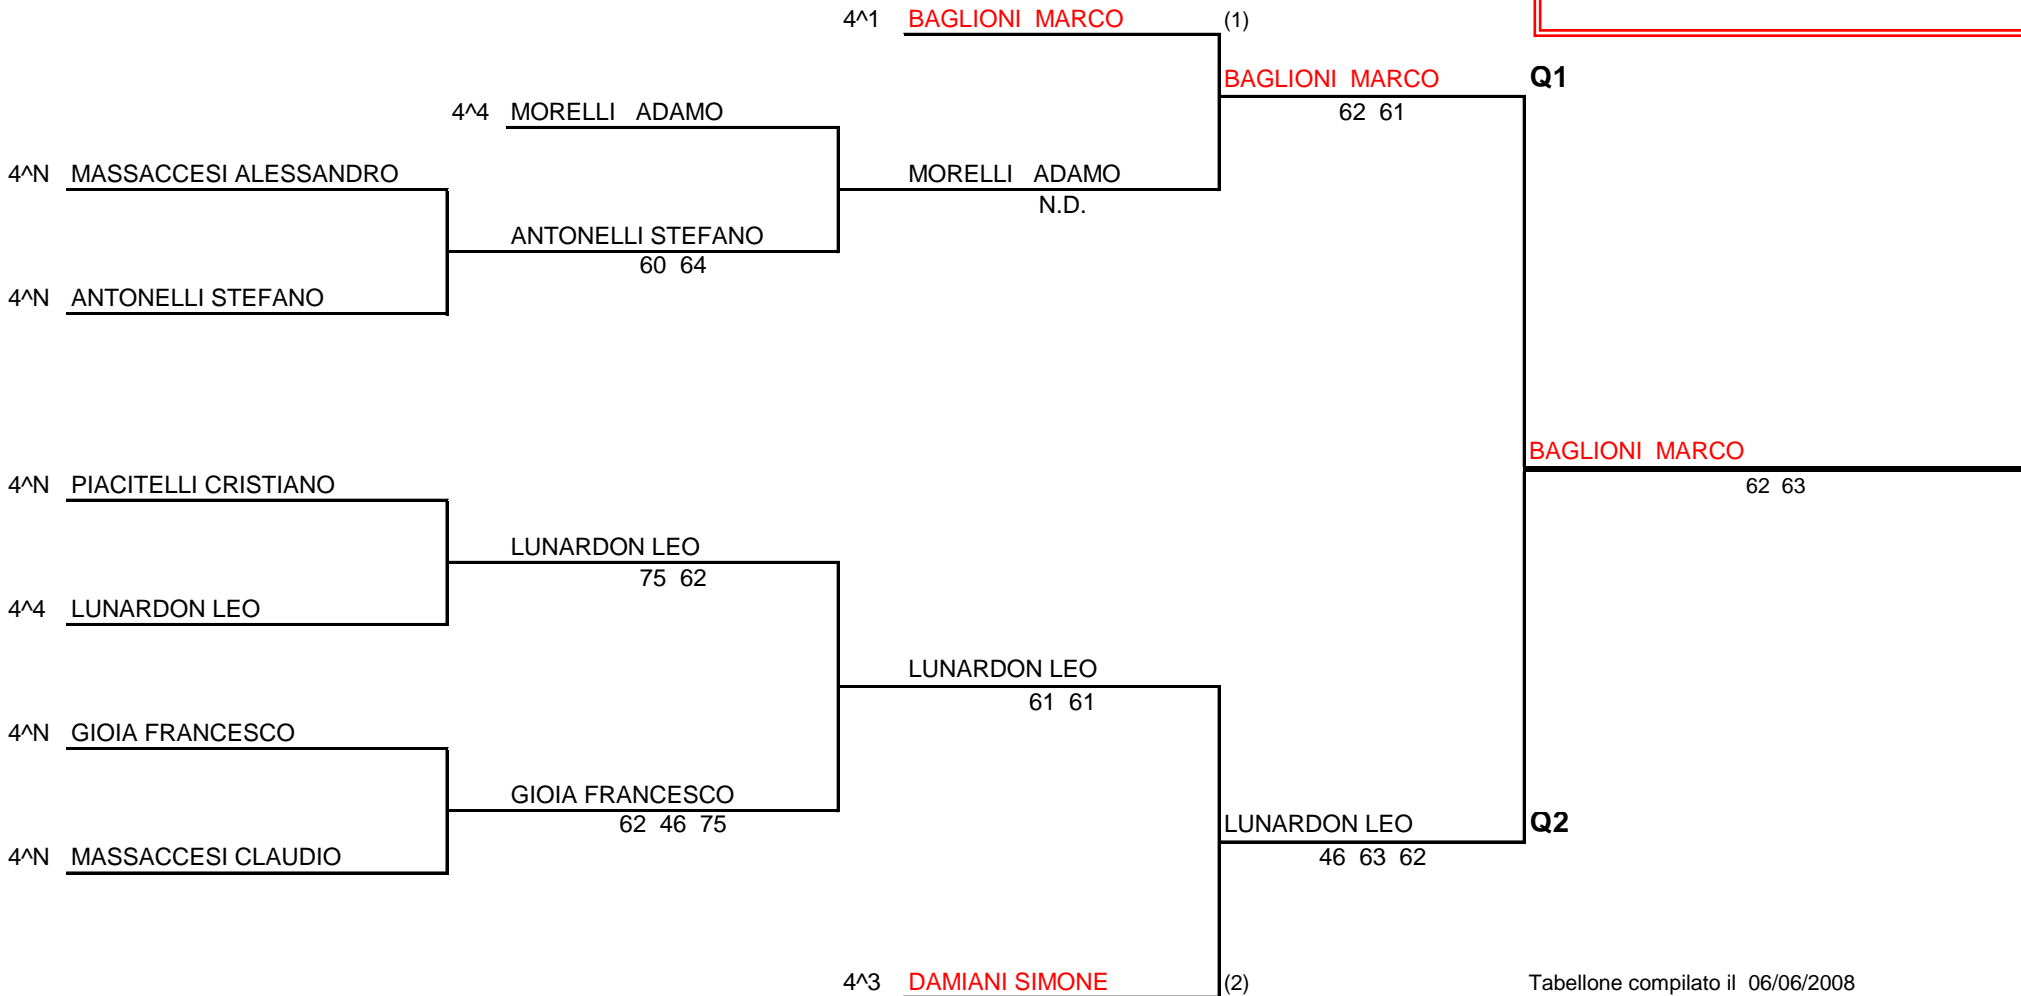 4^1 BAGLIONI MARCO (1)
BAGLIONI MARCO Q1
4^4 MORELLI ADAMO 62 61
4^N MASSACCESI ALESSANDRO MORELLI ADAMO
N.D.
ANTONELLI STEFANO
60 64
4^N ANTONELLI STEFANO
BAGLIONI MARCO
4^N PIACITELLI CRISTIANO 62 63
LUNARDON LEO
75 62
4^4 LUNARDON LEO
LUNARDON LEO
61 61
4^N GIOIA FRANCESCO
GIOIA FRANCESCO
62 46 75 LUNARDON LEO Q2
4^N MASSACCESI CLAUDIO 46 63 62
4^3 DAMIANI SIMONE (2) Tabellone compilato il 06/06/2008